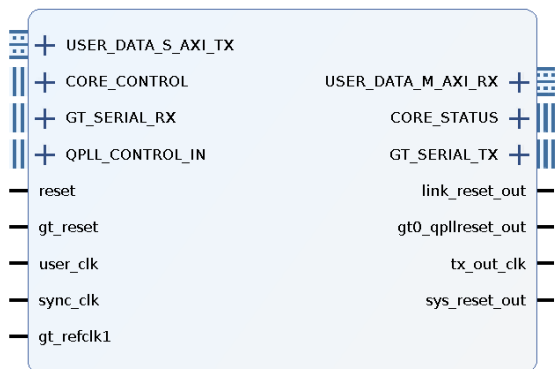 USER_DATA_S_AXI_TX
CORE_CONTROL
USER_DATA_M_AXI_RX
GT_SERIAL_RX
CORE_STATUS
QPLL_CONTROL_IN
GT_SERIAL_TX
reset
link_reset_out
gt_reset
gt0_qpllreset_out
user_clk
tx_out_clk
sync_clk
sys_reset_out
gt_refclk1